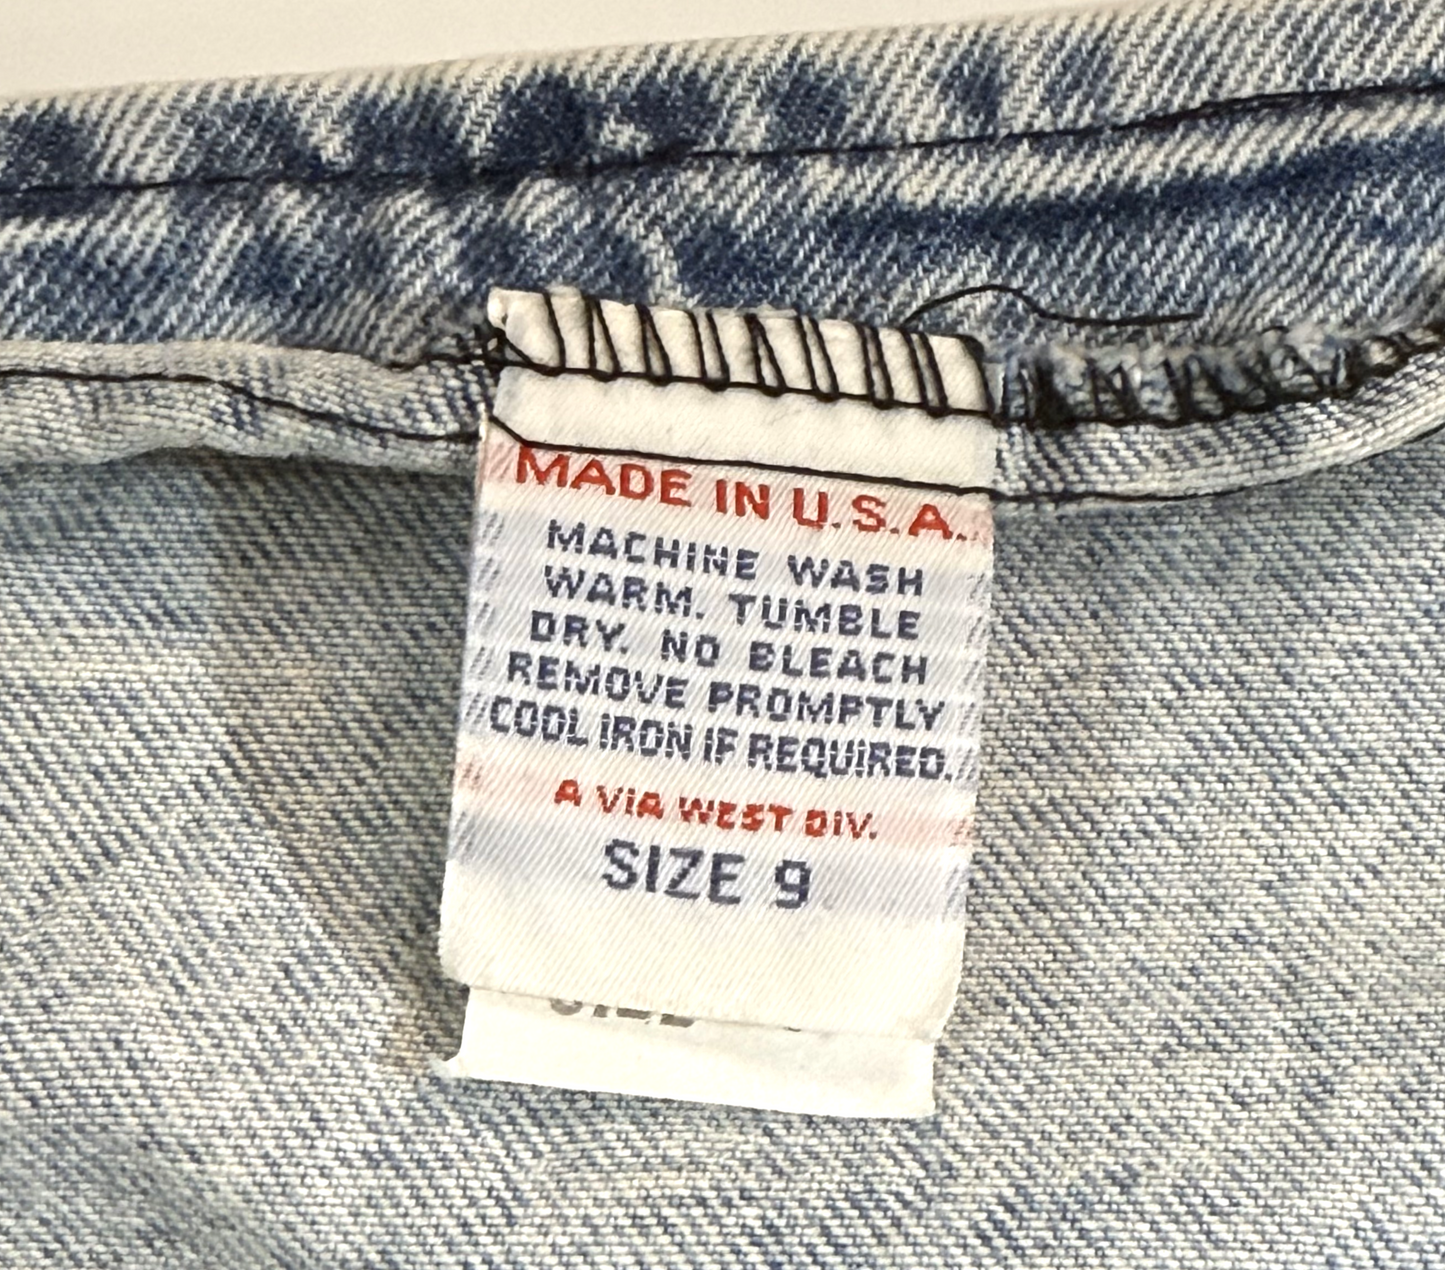 MADE IN U.S.A.
MACHINE WASH
WARM. TUMBLE
DRY. NO BLEACH
REMOVE PROMPTLY
COOL IRON IF REQUIRED.
A VIA WEST DIV.
SIZE 9